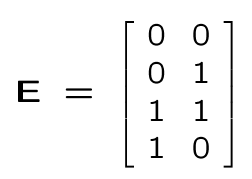 E = [ 0 0
0 1
1 1
1 0 ]